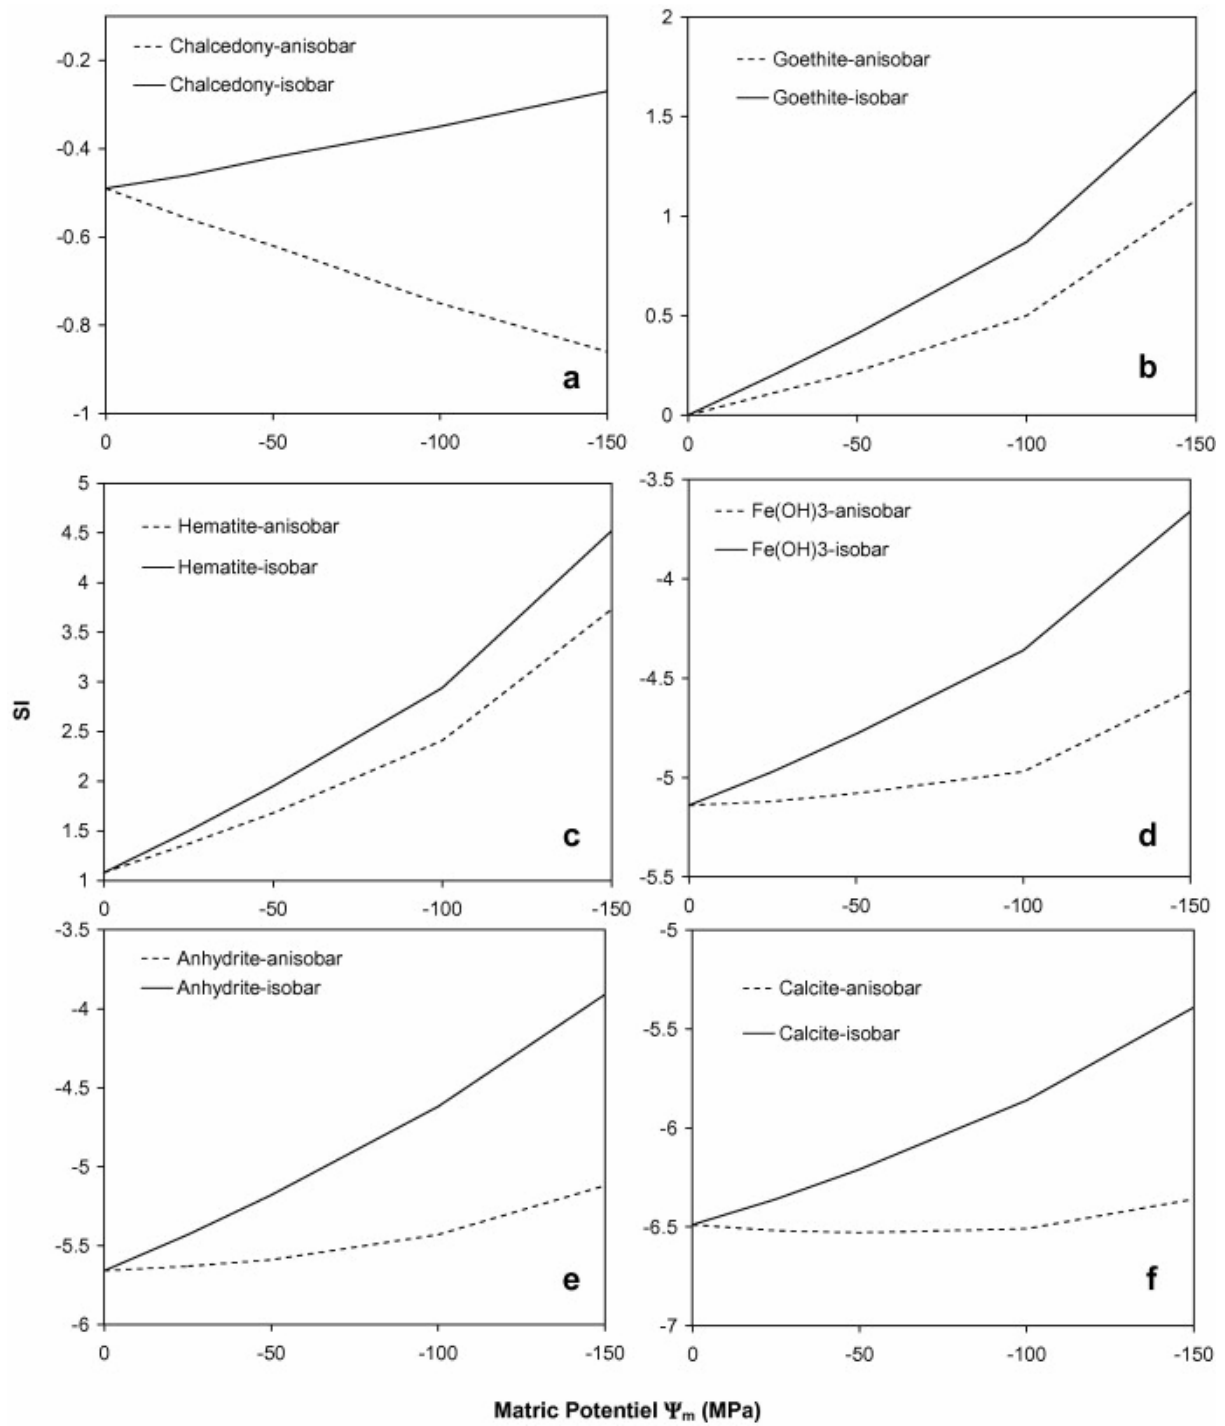 Chalcedony-anisobar
Chalcedony-isobar
-0.2
-0.4
-0.6
-0.8
-1
0 -50 -100 -150
a
Goethite-anisobar
Goethite-isobar
2
1.5
1
0.5
0
0 -50 -100 -150
b
Hematite-anisobar
Hematite-isobar
5
4.5
4
3.5
3
2.5
2
1.5
1
0 -50 -100 -150
c
Fe(OH)3-anisobar
Fe(OH)3-isobar
-3.5
-4
-4.5
-5
-5.5
0 -50 -100 -150
d
Anhydrite-anisobar
Anhydrite-isobar
-3.5
-4
-4.5
-5
-5.5
-6
0 -50 -100 -150
e
Calcite-anisobar
Calcite-isobar
-5
-5.5
-6
-6.5
-7
0 -50 -100 -150
f
SI
Matric Potentiel Ψm (MPa)